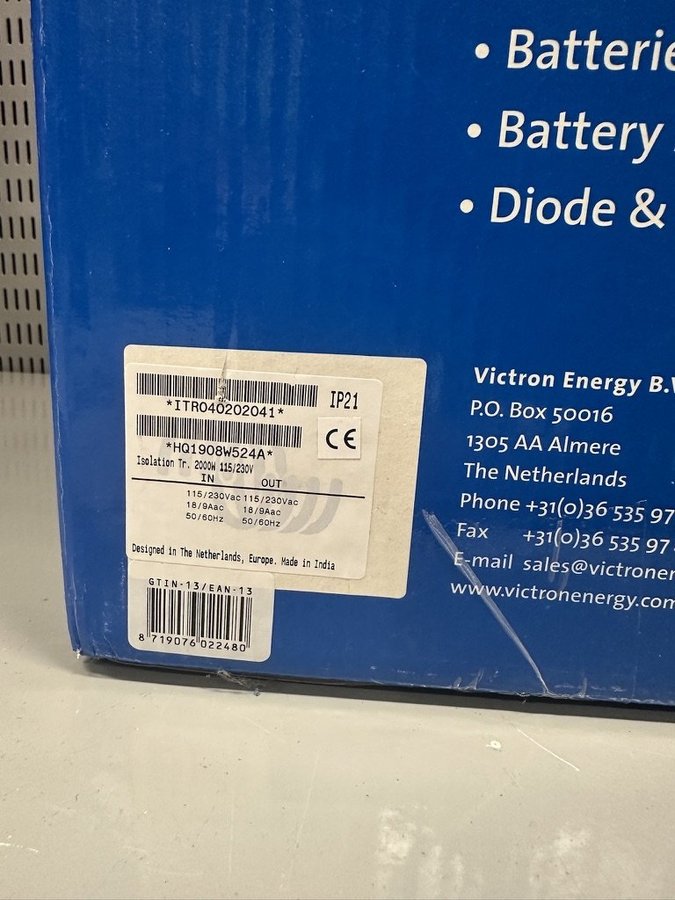 • Batterie
• Battery
• Diode &
*ITR040202041*
IP21
*HQ1908W524A*
CE
Isolation Tr. 2000W 115/230V
IN OUT
115/230Vac 115/230Vac
18/9Aac 18/9Aac
50/60Hz 50/60Hz
Designed in The Netherlands, Europe. Made in India
GTIN-13/EAN-13
8 719076 022480
Victron Energy B.V
P.O. Box 50016
1305 AA Almere
The Netherlands
Phone +31(0)36 535 97
Fax +31(0)36 535 97
E-mail sales@victroner
www.victronenergy.com